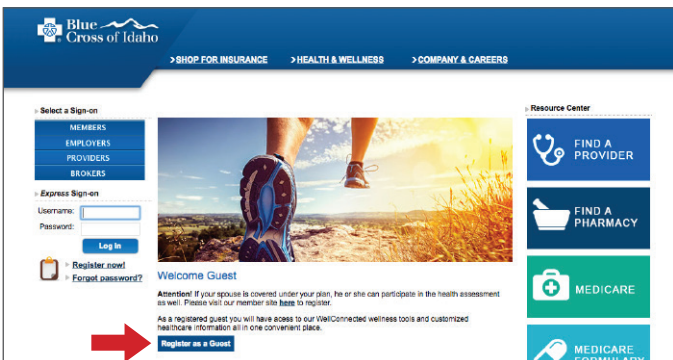 Blue
Cross of Idaho
>SHOP FOR INSURANCE >HEALTH & WELLNESS >COMPANY & CAREERS
Select a Sign-on
MEMBERS
EMPLOYERS
PROVIDERS
BROKERS
Express Sign-on
Username:
Password:
Log In
Register now!
Forgot password?
Welcome Guest
Attention! If your spouse is covered under your plan, he or she can participate in the health assessment
as well. Please visit our member site here to register.
As a registered guest you will have acess to our WellConnected wellness tools and customized
healthcare information all in one convenient place.
Register as a Guest
Resource Center
FIND A
PROVIDER
FIND A
PHARMACY
MEDICARE
MEDICARE
FORMULARY